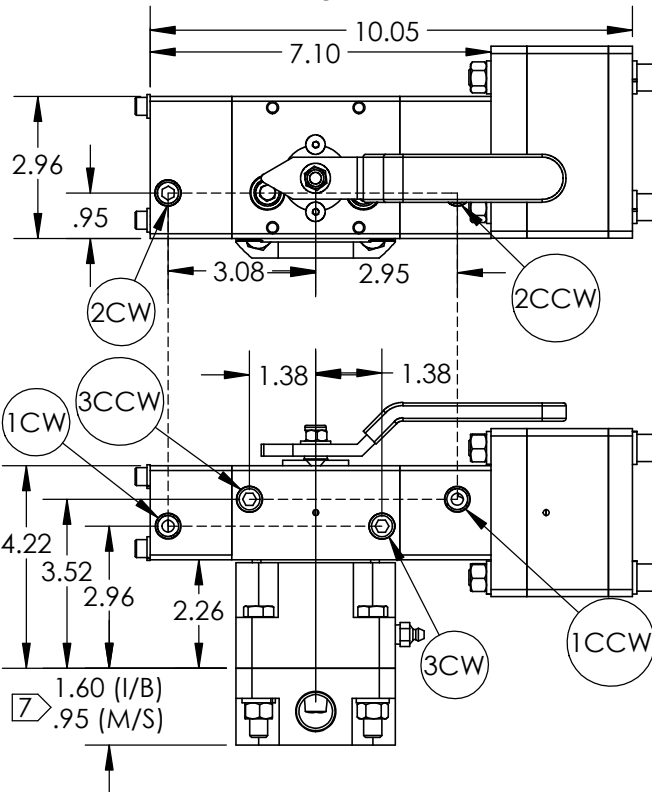 10.05
7.10
2.96
.95
3.08
2.95
2CW
2CCW
1.38
1.38
3CCW
1CW
4.22
3.52
2.96
2.26
1CCW
3CW
7
1.60 (I/B)
.95 (M/S)